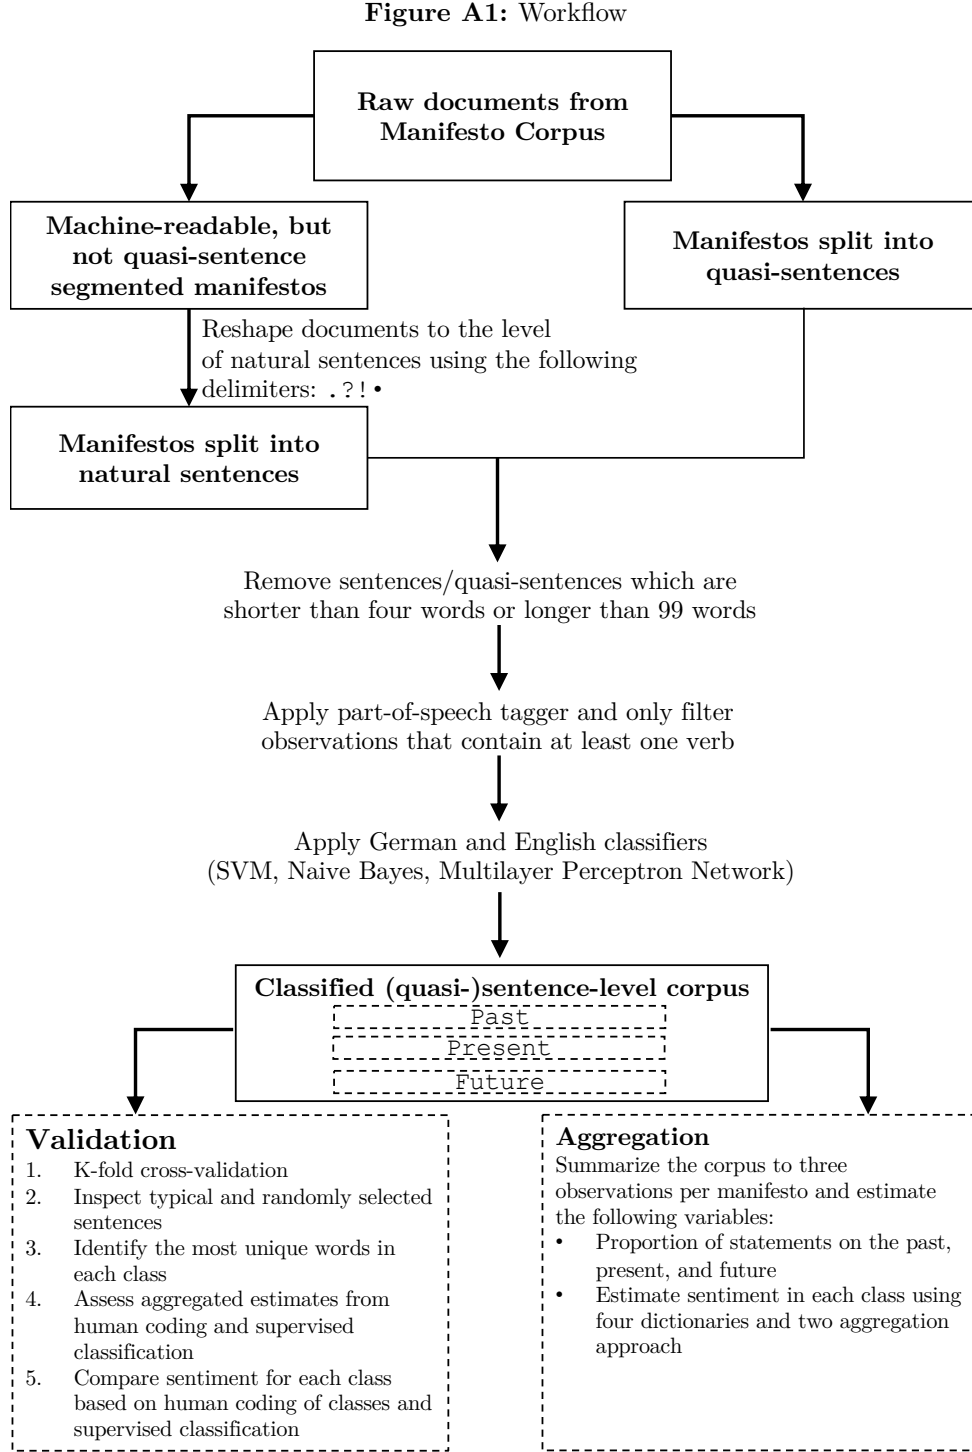 Figure A1: Workflow
Raw documents from
Manifesto Corpus
Machine-readable, but
not quasi-sentence
segmented manifestos
Manifestos split into
quasi-sentences
Reshape documents to the level
of natural sentences using the following
delimiters: .?!•
Manifestos split into
natural sentences
Remove sentences/quasi-sentences which are
shorter than four words or longer than 99 words
Apply part-of-speech tagger and only filter
observations that contain at least one verb
Apply German and English classifiers
(SVM, Naive Bayes, Multilayer Perceptron Network)
Classified (quasi-)sentence-level corpus
Past
Present
Future
Validation
1. K-fold cross-validation
2. Inspect typical and randomly selected
sentences
3. Identify the most unique words in
each class
4. Assess aggregated estimates from
human coding and supervised
classification
5. Compare sentiment for each class
based on human coding of classes and
supervised classification
Aggregation
Summarize the corpus to three
observations per manifesto and estimate
the following variables:
• Proportion of statements on the past,
present, and future
• Estimate sentiment in each class using
four dictionaries and two aggregation
approach